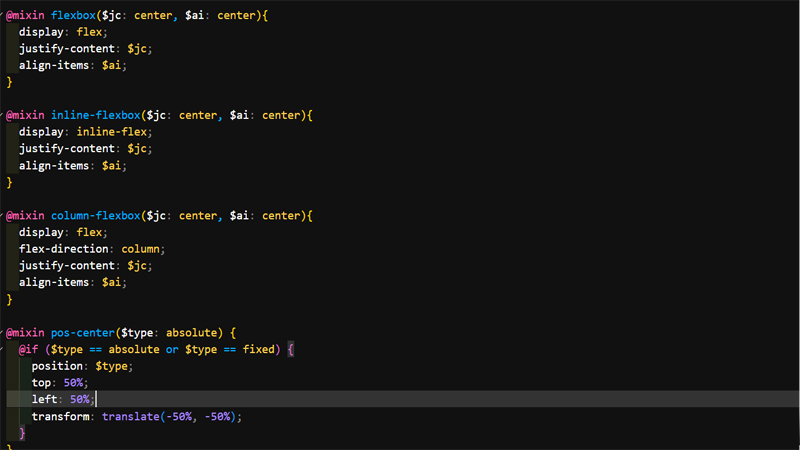 @mixin flexbox($jc: center, $ai: center){
display: flex;
justify-content: $jc;
align-items: $ai;
}
@mixin inline-flexbox($jc: center, $ai: center){
display: inline-flex;
justify-content: $jc;
align-items: $ai;
}
@mixin column-flexbox($jc: center, $ai: center){
display: flex;
flex-direction: column;
justify-content: $jc;
align-items: $ai;
}
@mixin pos-center($type: absolute) {
@if ($type == absolute or $type == fixed) {
position: $type;
top: 50%;
left: 50%;
transform: translate(-50%, -50%);
}
}